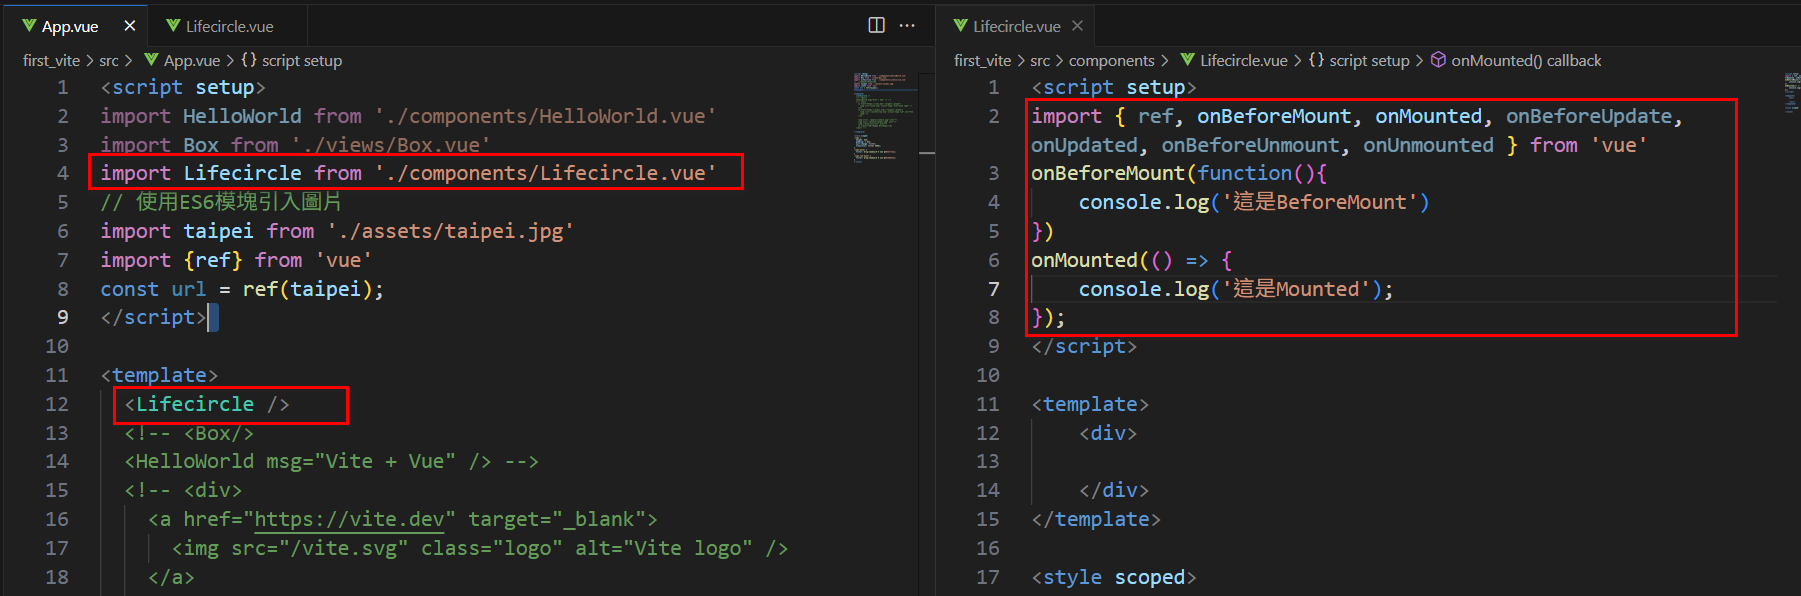 App.vue
Lifecircle.vue
first_vite > src > App.vue > {} script setup
1 <script setup>
2 import HelloWorld from './components/HelloWorld.vue'
3 import Box from './views/Box.vue'
4 import Lifecircle from './components/Lifecircle.vue'
5 // 使用ES6模塊引入圖片
6 import taipei from './assets/taipei.jpg'
7 import {ref} from 'vue'
8 const url = ref(taipei);
9 </script>
10
11 <template>
12 <Lifecircle />
13 <!-- <Box/>
14 <HelloWorld msg="Vite + Vue" /> -->
15 <!-- <div>
16 <a href="https://vite.dev" target="_blank">
17 <img src="/vite.svg" class="logo" alt="Vite logo" />
18 </a>
Lifecircle.vue
first_vite > src > components > Lifecircle.vue > {} script setup > onMounted() callback
1 <script setup>
2 import { ref, onBeforeMount, onMounted, onBeforeUpdate,
onUpdated, onBeforeUnmount, onUnmounted } from 'vue'
3 onBeforeMount(function(){
4 console.log('這是BeforeMount')
5 })
6 onMounted(() => {
7 console.log('這是Mounted');
8 });
9 </script>
10
11 <template>
12 <div>
13
14 </div>
15 </template>
16
17 <style scoped>